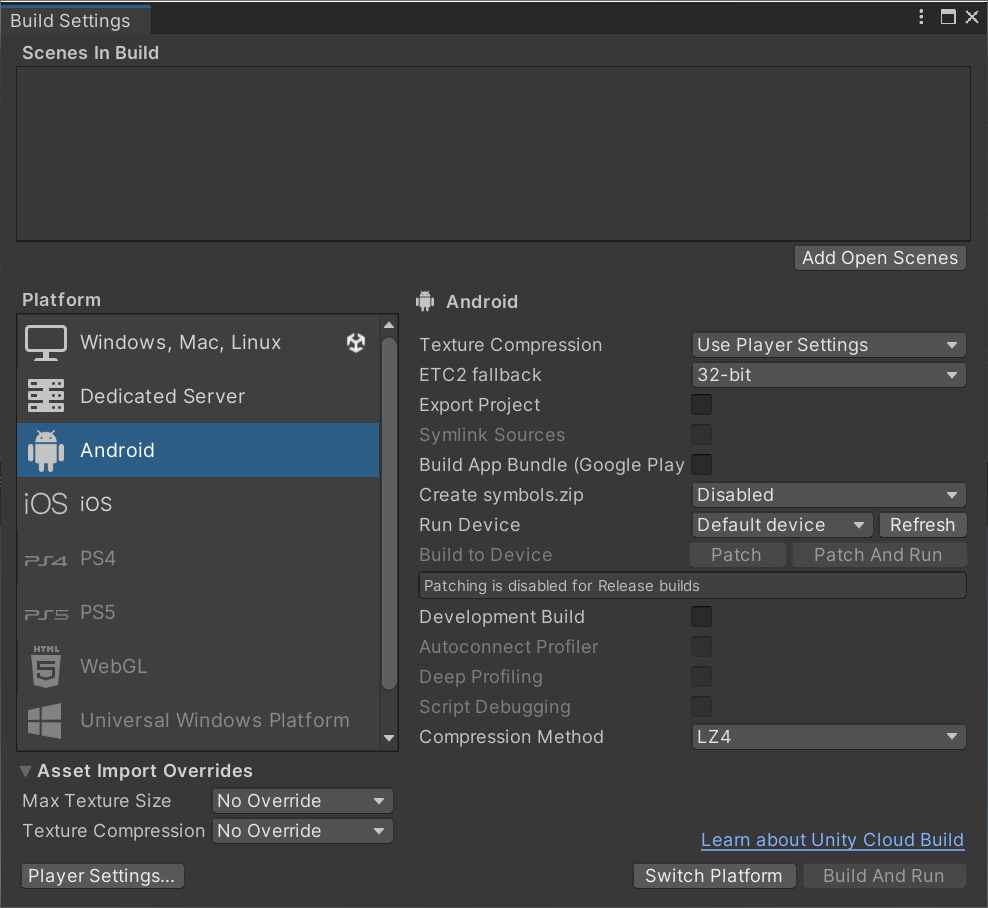 Build Settings
Scenes In Build
Add Open Scenes
Platform
Windows, Mac, Linux
Dedicated Server
Android
iOS iOS
PS4 PS4
PS5 PS5
HTML 5 WebGL
Universal Windows Platform
Asset Import Overrides
Max Texture Size No Override
Texture Compression No Override
Player Settings...
Android
Texture Compression Use Player Settings
ETC2 fallback 32-bit
Export Project
Symlink Sources
Build App Bundle (Google Play
Create symbols.zip Disabled
Run Device Default device Refresh
Build to Device Patch Patch And Run
Patching is disabled for Release builds
Development Build
Autoconnect Profiler
Deep Profiling
Script Debugging
Compression Method LZ4
Learn about Unity Cloud Build
Switch Platform Build And Run